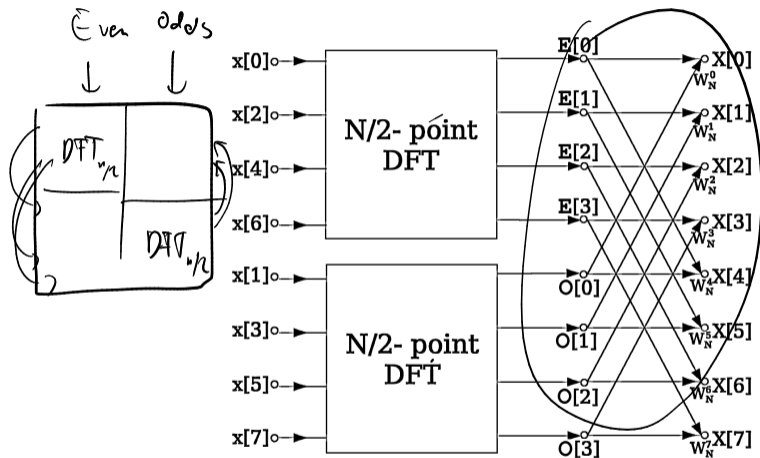 Even Odds
DFT n/2
DFT n/2
x[0]
x[2]
x[4]
x[6]
x[1]
x[3]
x[5]
x[7]
N/2- point
DFT
N/2- point
DFT
E[0]
E[1]
E[2]
E[3]
O[0]
O[1]
O[2]
O[3]
X[0]
W_N^0
X[1]
W_N^1
X[2]
W_N^2
X[3]
W_N^3
X[4]
W_N^4
X[5]
W_N^5
X[6]
W_N^6
X[7]
W_N^7